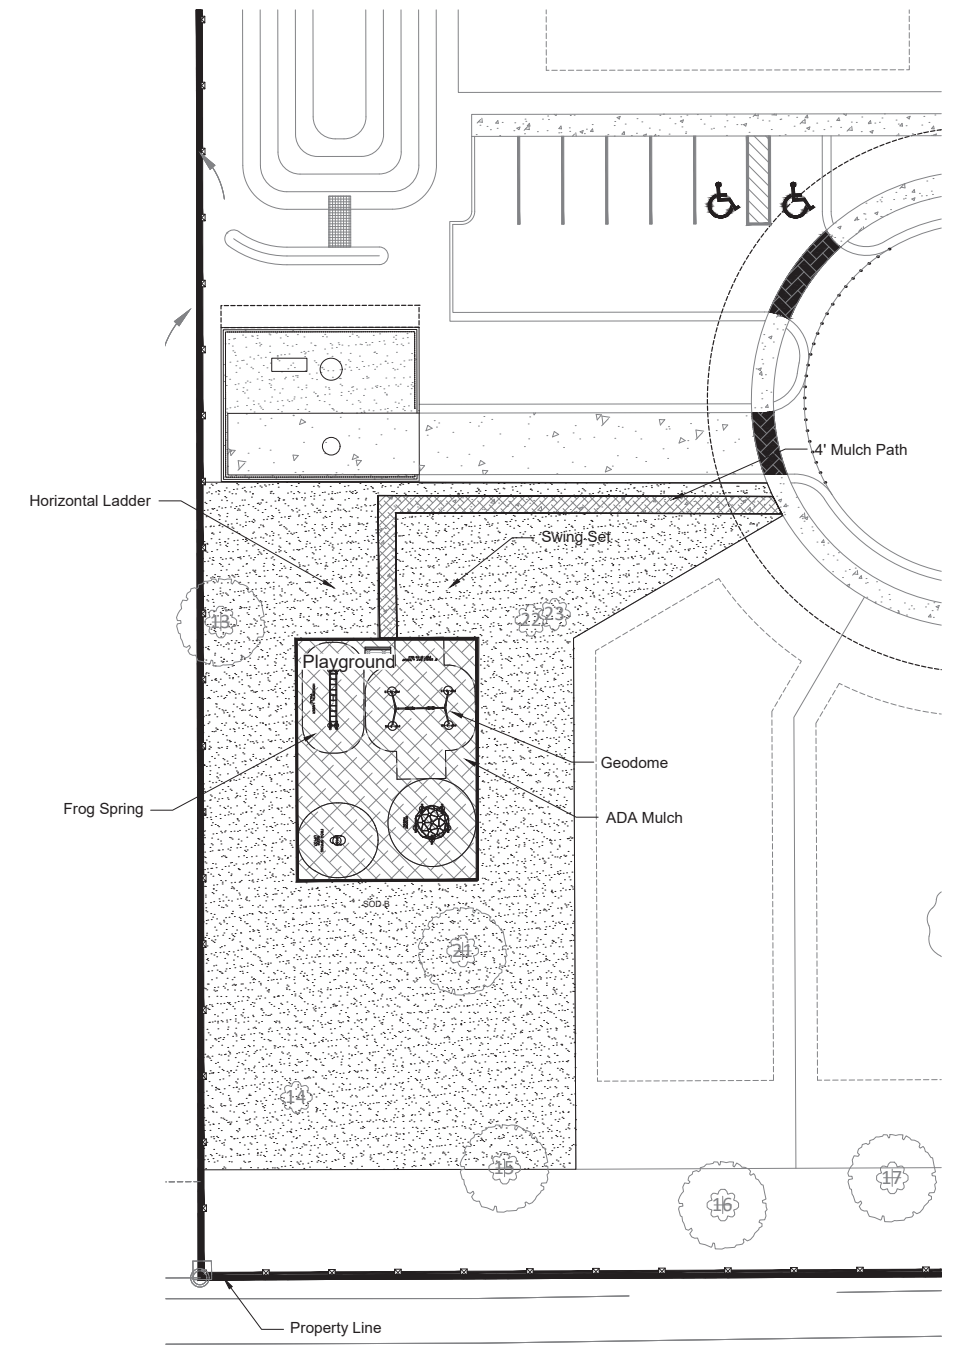 4' Mulch Path
Horizontal Ladder
Swing Set
13
22
23
Playground
Geodome
Frog Spring
ADA Mulch
SOD B
21
14
15
16
17
Property Line